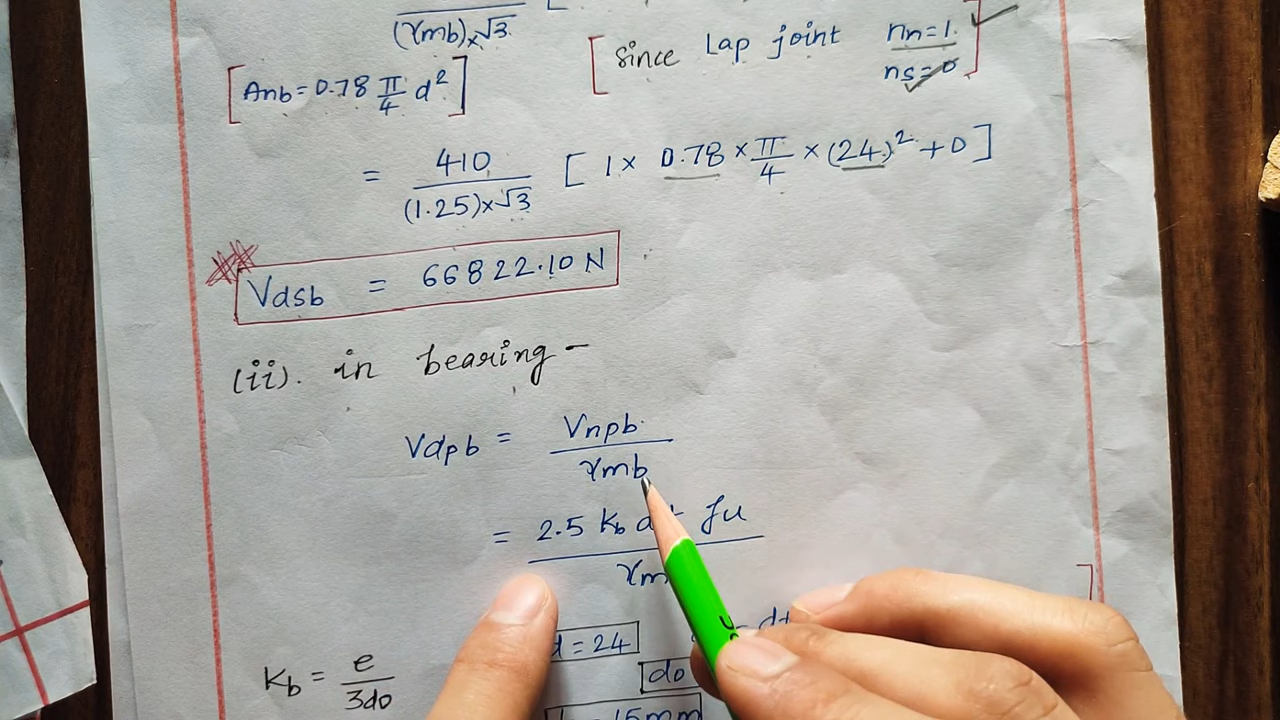 (γmb)×√3 [
[Anb = 0.78 π/4 d²] [since Lap joint nn=1. ns=0]
= 410/(1.25)×√3 [1× 0.78 × π/4 × (24)² + 0]
Vdsb = 66822.10 N
(ii). in bearing -
Vdpb = Vnpb./γmb
= 2.5 Kb dt fu/γm
d = 24
Kb = e/3do do
15mm